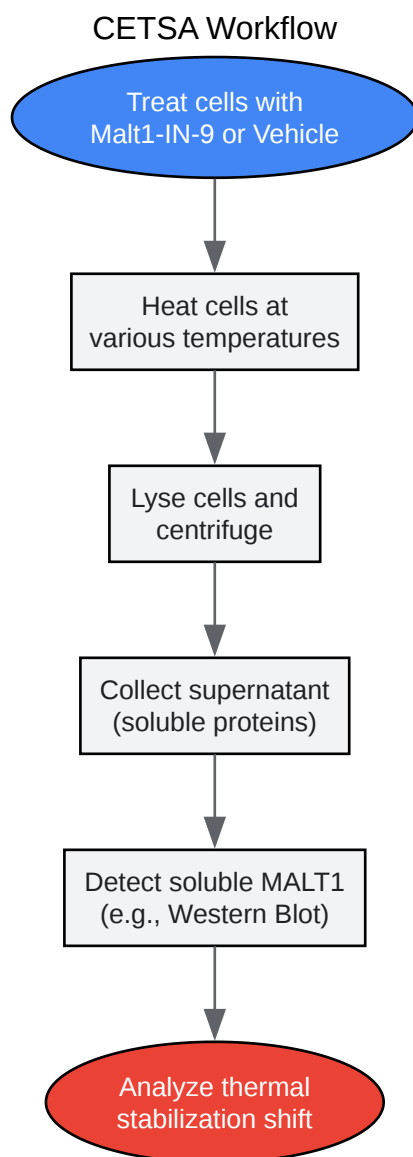 CETSA Workflow
Treat cells with
Malt1-IN-9 or Vehicle
Heat cells at
various temperatures
Lyse cells and
centrifuge
Collect supernatant
(soluble proteins)
Detect soluble MALT1
(e.g., Western Blot)
Analyze thermal
stabilization shift